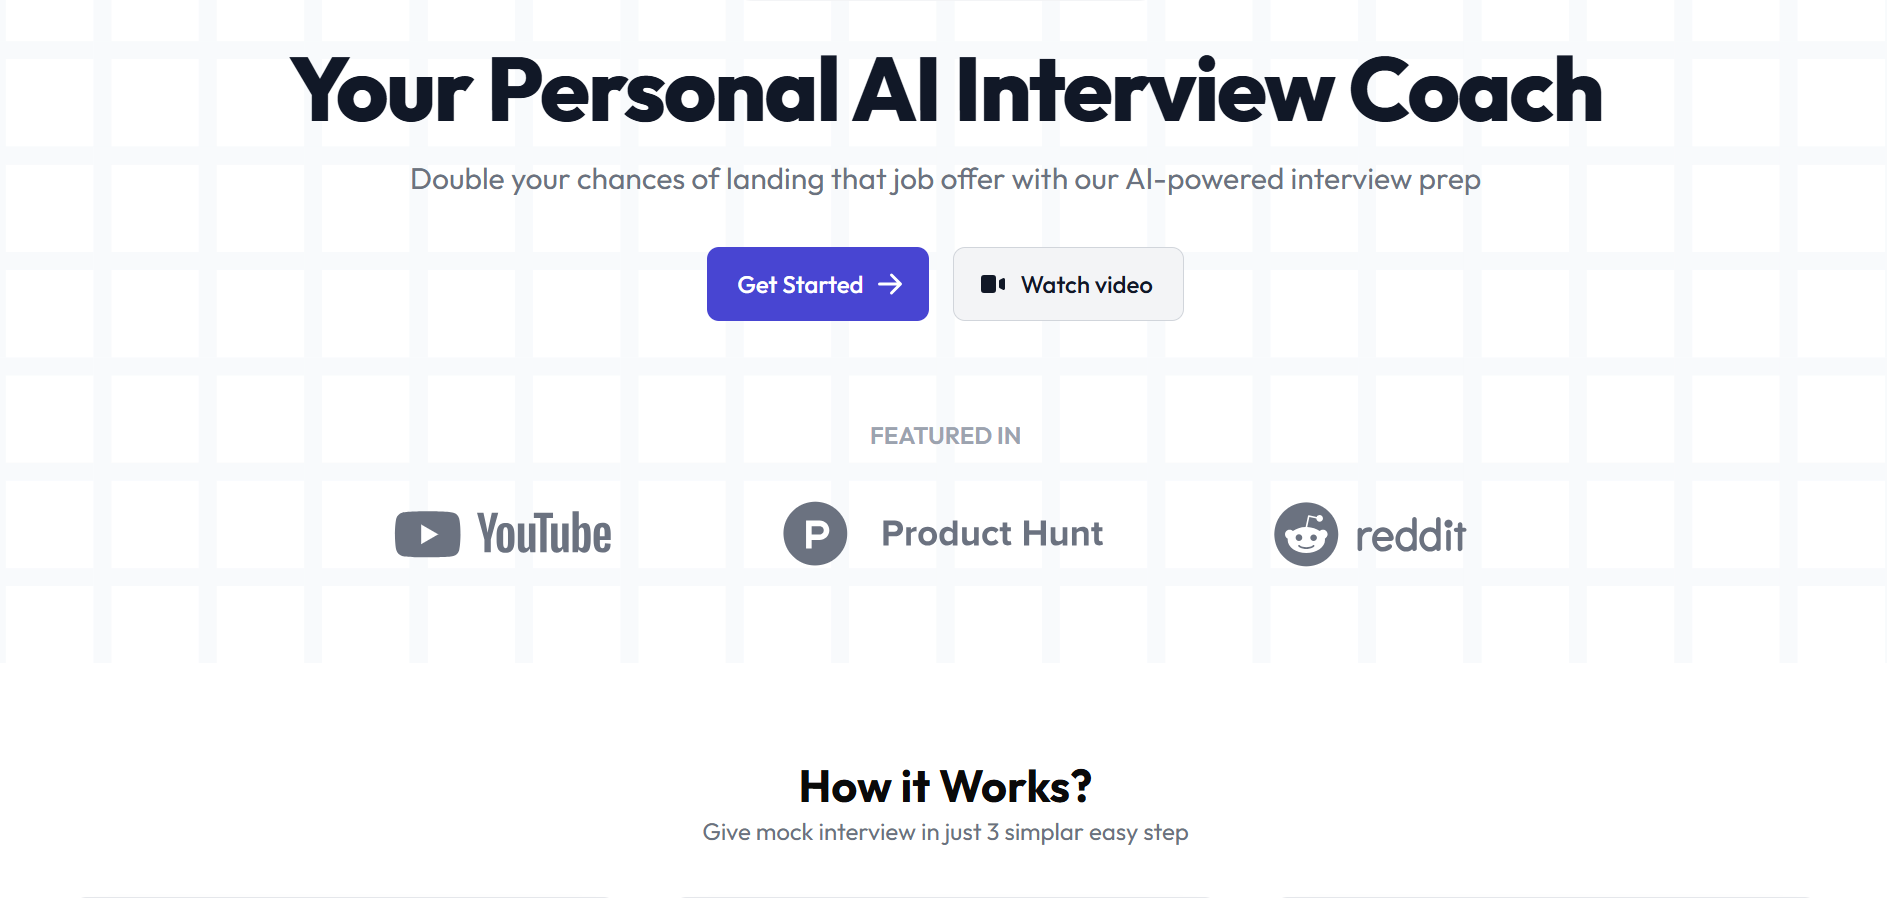 Your Personal AI Interview Coach
Double your chances of landing that job offer with our AI-powered interview prep
Get Started
Watch video
FEATURED IN
YouTube
P Product Hunt
reddit
How it Works?
Give mock interview in just 3 simplar easy step